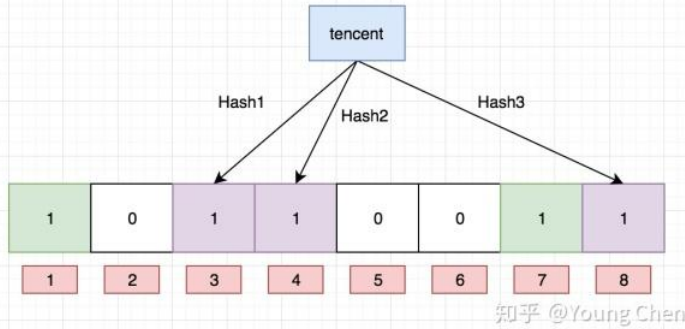 tencent
Hash1
Hash2
Hash3
1 0 1 1 0 0 1 1
1 2 3 4 5 6 7 8
知乎 @Young Chen